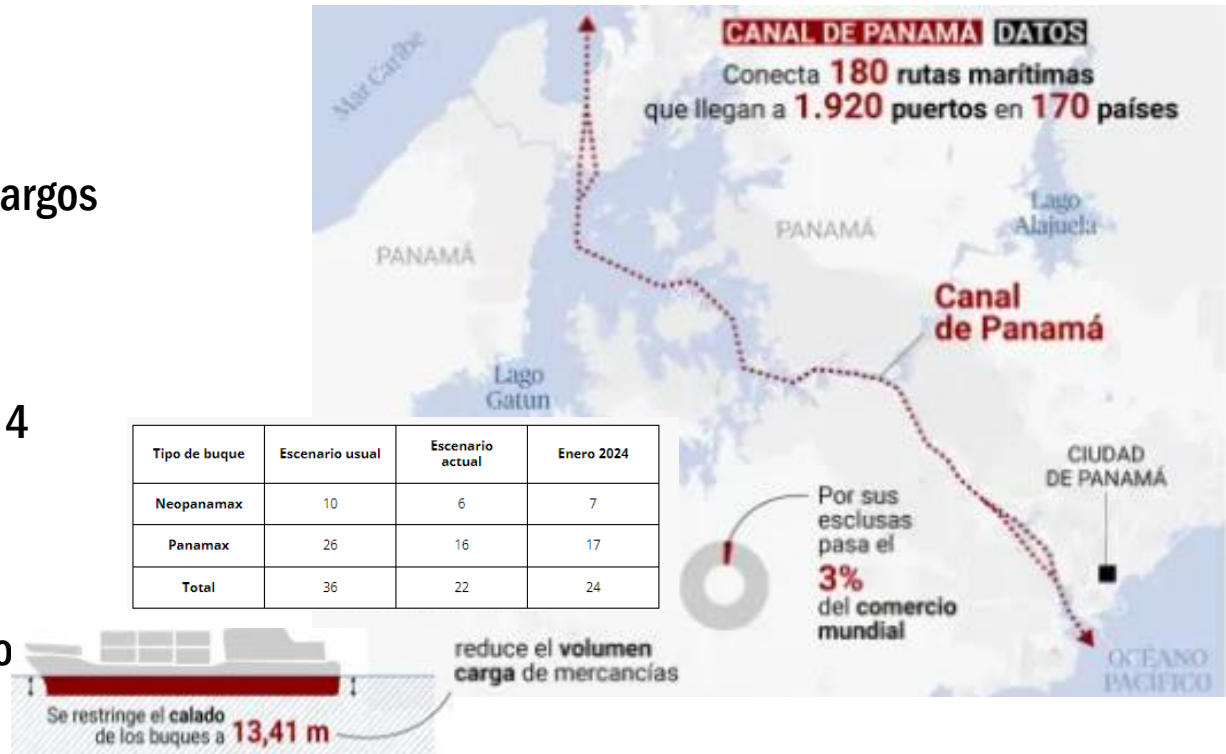 CANAL DE PANAMÁ DATOS
Conecta 180 rutas marítimas
que llegan a 1.920 puertos en 170 países
Mar Caribe
argos
Lago
Alajuela
PANAMÁ
PANAMÁ
Canal
de Panamá
Lago
Gatun
4
Tipo de buque Escenario usual Escenario actual Enero 2024
Neopanamax 10 6 7
Panamax 26 16 17
Total 36 22 24
CIUDAD
DE PANAMÁ
Por sus
esclusas
pasa el
3%
del comercio
mundial
o
reduce el volumen
carga de mercancías
OCÉANO
PACÍFICO
Se restringe el calado
de los buques a 13,41 m